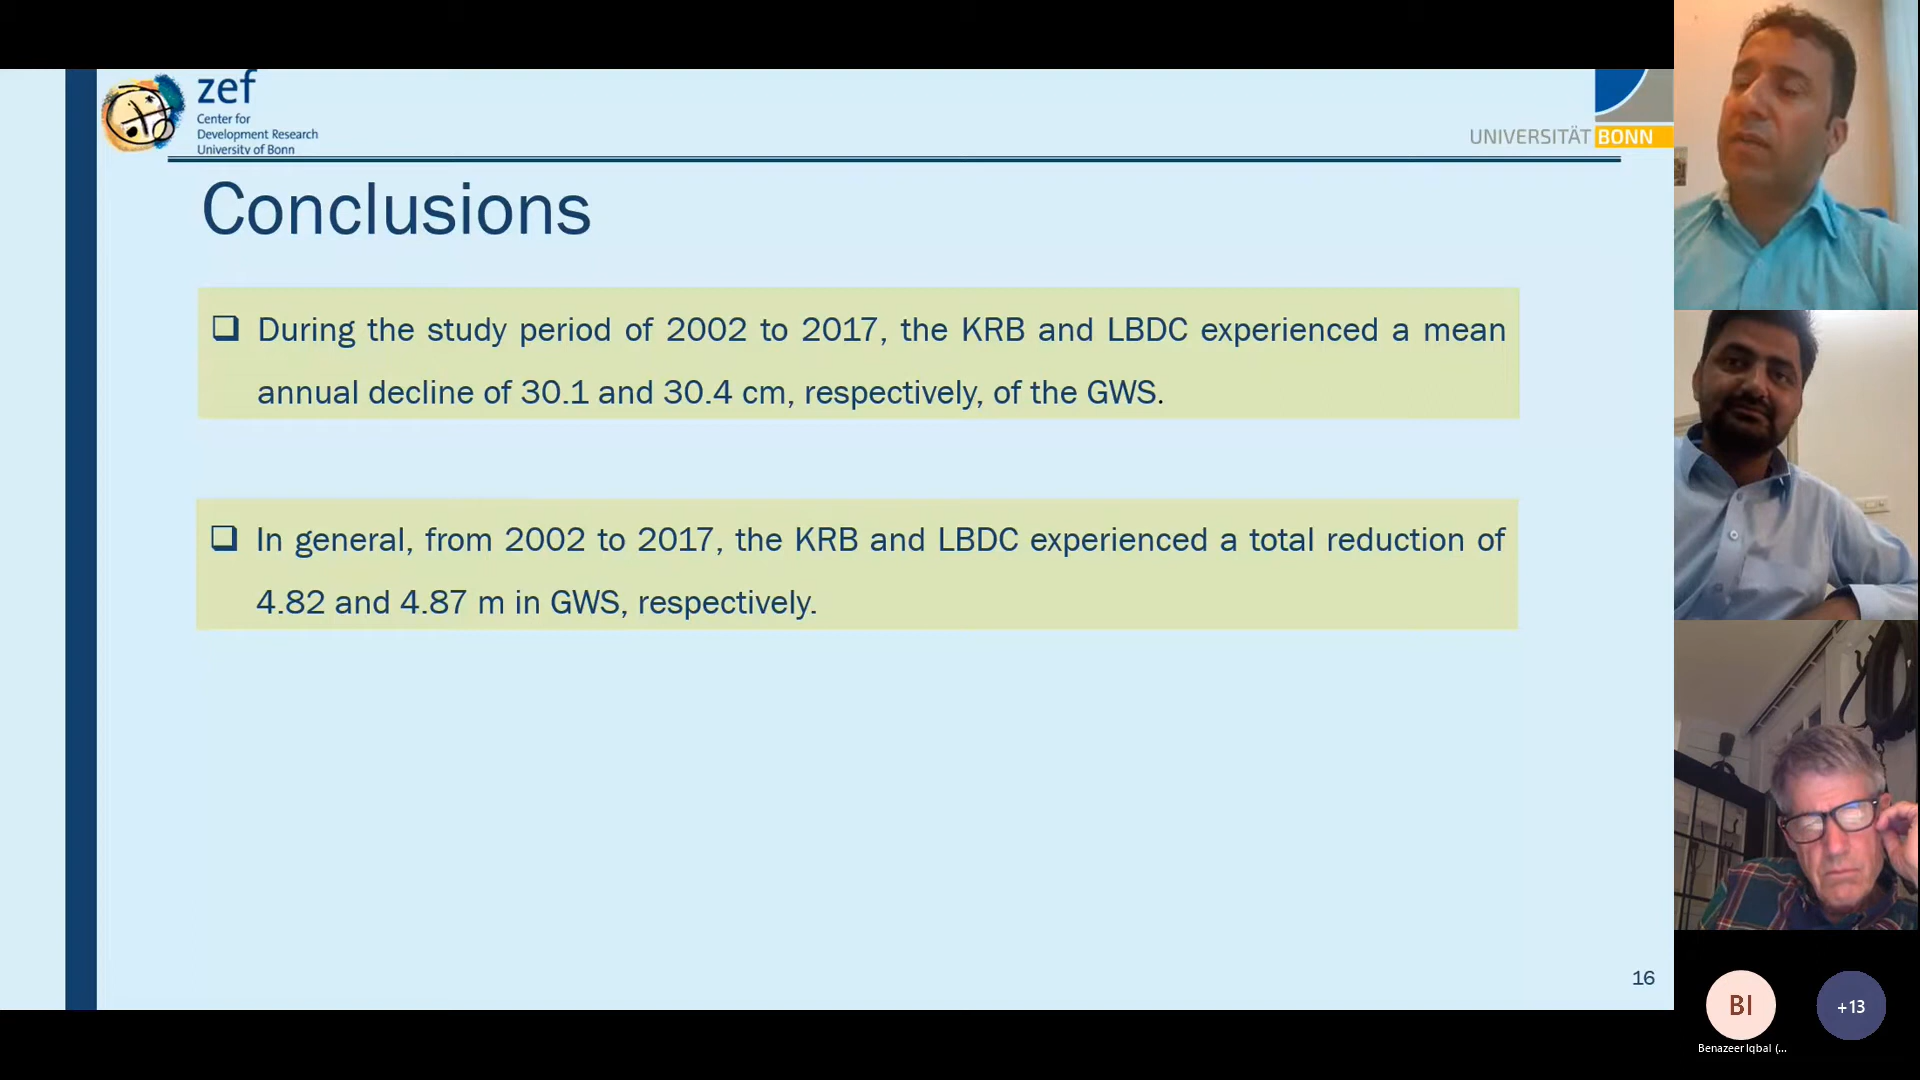 zef
Center for
Development Research
University of Bonn
UNIVERSITÄT BONN
Conclusions
During the study period of 2002 to 2017, the KRB and LBDC experienced a mean
annual decline of 30.1 and 30.4 cm, respectively, of the GWS.
In general, from 2002 to 2017, the KRB and LBDC experienced a total reduction of
4.82 and 4.87 m in GWS, respectively.
16
BI
+13
Benazeer Iqbal (...